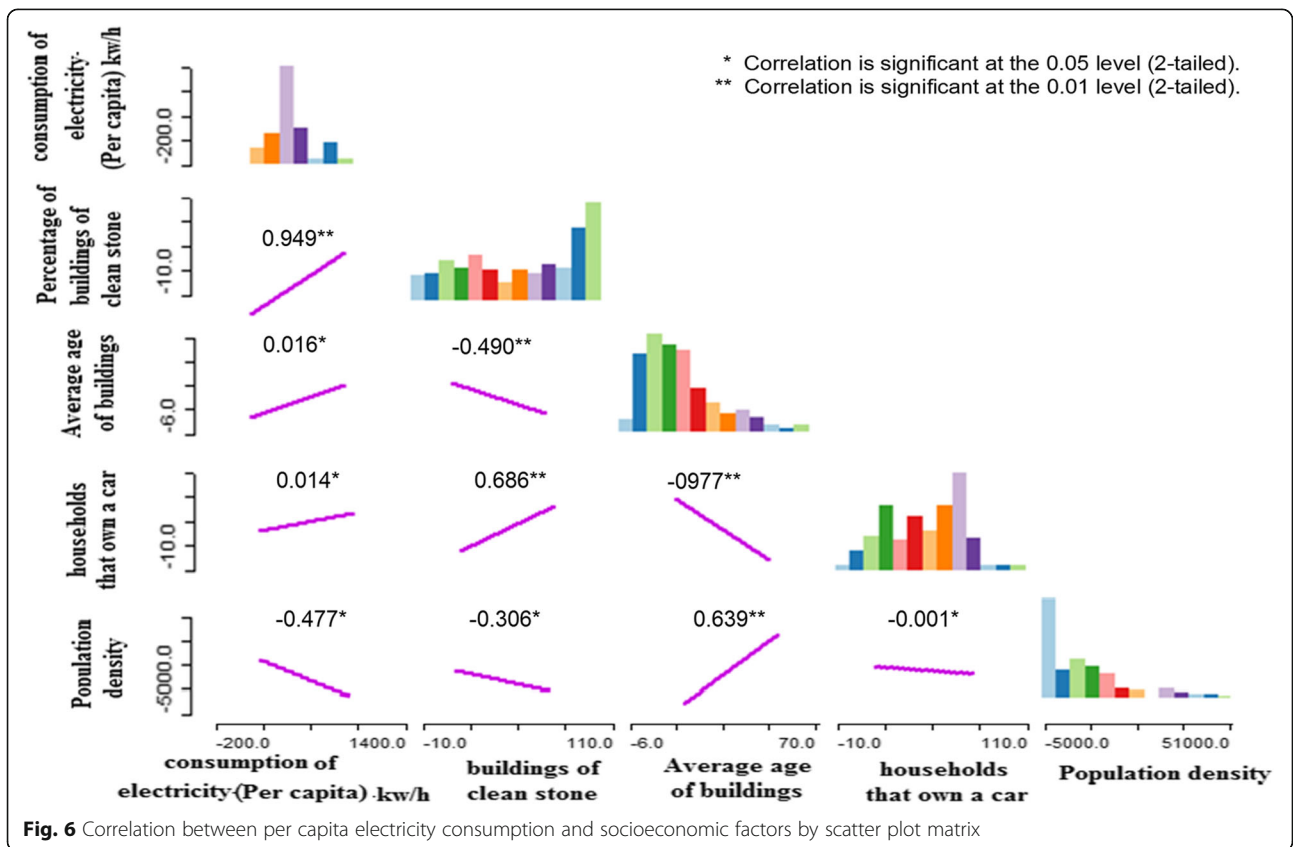 * Correlation is significant at the 0.05 level (2-tailed).
** Correlation is significant at the 0.01 level (2-tailed).
consumption of
electricity-
(Per capita) kw/h
-200.0
Percentage of
buildings of
clean stone
-10.0
0.949**
Average age
of buildings
-6.0
0.016*
-0.490**
households
that own a car
-10.0
0.014*
0.686**
-0977**
Population
density
-5000.0
-0.477*
-0.306*
0.639**
-0.001*
-200.0 1400.0
-10.0 110.0
-6.0 70.0
-10.0 110.0
-5000.0 51000.0
consumption of
electricity-(Per capita) .kw/h
buildings of
clean stone
Average age
of buildings
households
that own a car
Population density
Fig. 6 Correlation between per capita electricity consumption and socioeconomic factors by scatter plot matrix